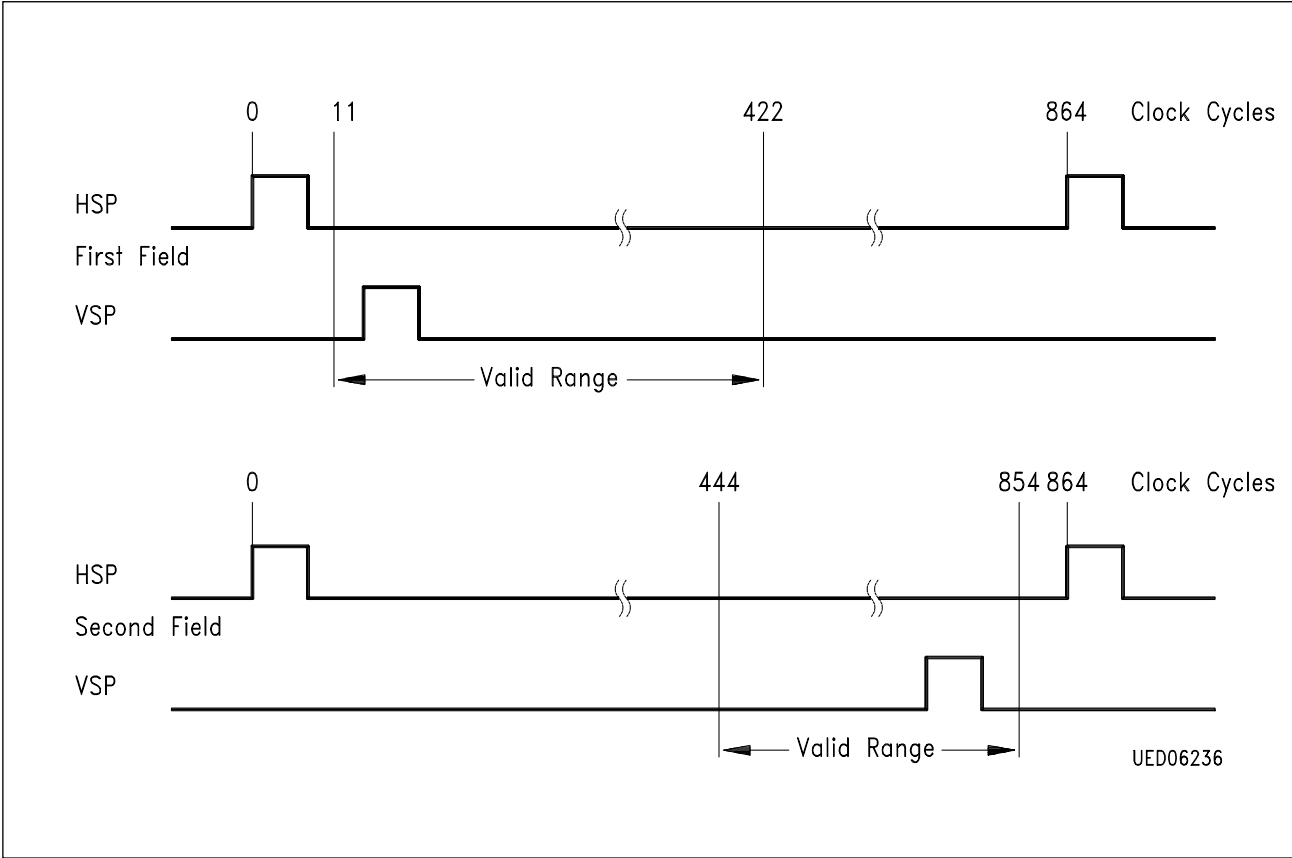 0 11 422 864 Clock Cycles
HSP
First Field
VSP
Valid Range
0 444 854 864 Clock Cycles
HSP
Second Field
VSP
Valid Range
UED06236